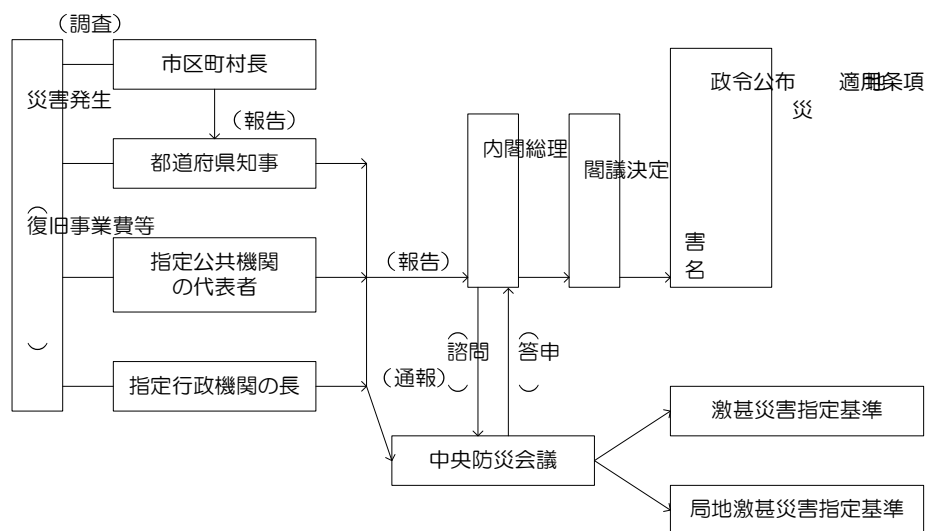 （調査）
災害発生
（復旧事業費等）
市区町村長
（報告）
都道府県知事
指定公共機関
の代表者
指定行政機関の長
（報告）
（通報）
内閣総理
閣議決定
政令公布
災
害
名
適用条項
（諮問）
（答申）
中央防災会議
激甚災害指定基準
局地激甚災害指定基準